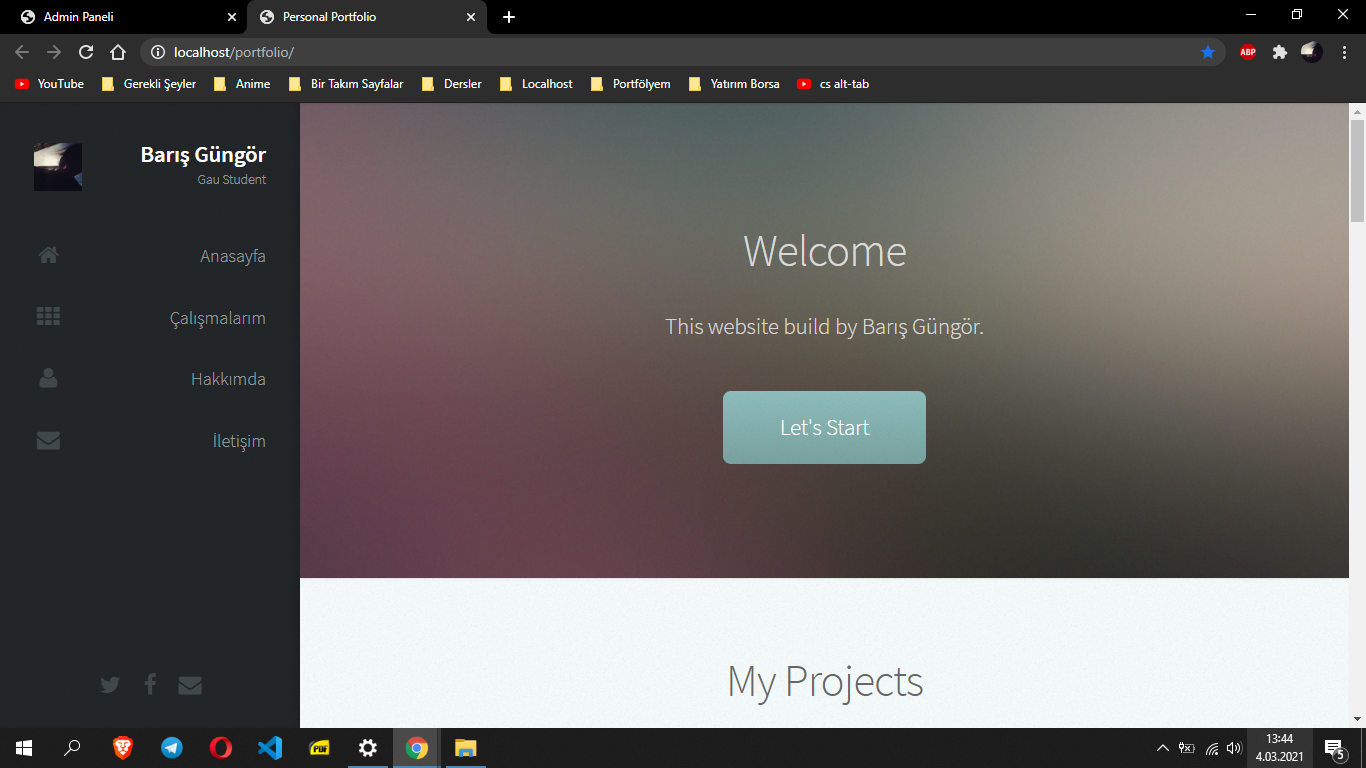 Admin Paneli
Personal Portfolio
localhost/portfolio/
ABP
YouTube
Gerekli Şeyler
Anime
Bir Takım Sayfalar
Dersler
Localhost
Portfölyem
Yatırım Borsa
cs alt-tab
Barış Güngör
Gau Student
Anasayfa
Çalışmalarım
Hakkımda
İletişim
Welcome
This website build by Barış Güngör.
Let's Start
My Projects
PDF
13:44
4.03.2021
5